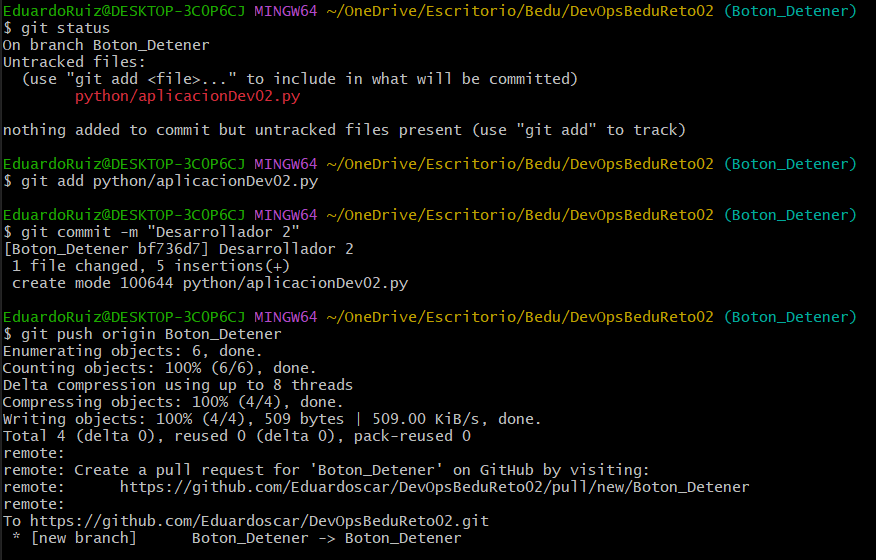 EduardoRuiz@DESKTOP-3C0P6CJ MINGW64 ~/OneDrive/Escritorio/Bedu/DevOpsBeduReto02 (Boton_Detener)
$ git status
On branch Boton_Detener
Untracked files:
  (use "git add <file>..." to include in what will be committed)
        python/aplicacionDev02.py

nothing added to commit but untracked files present (use "git add" to track)

EduardoRuiz@DESKTOP-3C0P6CJ MINGW64 ~/OneDrive/Escritorio/Bedu/DevOpsBeduReto02 (Boton_Detener)
$ git add python/aplicacionDev02.py

EduardoRuiz@DESKTOP-3C0P6CJ MINGW64 ~/OneDrive/Escritorio/Bedu/DevOpsBeduReto02 (Boton_Detener)
$ git commit -m "Desarrollador 2"
[Boton_Detener bf736d7] Desarrollador 2
 1 file changed, 5 insertions(+)
 create mode 100644 python/aplicacionDev02.py

EduardoRuiz@DESKTOP-3C0P6CJ MINGW64 ~/OneDrive/Escritorio/Bedu/DevOpsBeduReto02 (Boton_Detener)
$ git push origin Boton_Detener
Enumerating objects: 6, done.
Counting objects: 100% (6/6), done.
Delta compression using up to 8 threads
Compressing objects: 100% (4/4), done.
Writing objects: 100% (4/4), 509 bytes | 509.00 KiB/s, done.
Total 4 (delta 0), reused 0 (delta 0), pack-reused 0
remote:
remote: Create a pull request for 'Boton_Detener' on GitHub by visiting:
remote:      https://github.com/Eduardoscar/DevOpsBeduReto02/pull/new/Boton_Detener
remote:
To https://github.com/Eduardoscar/DevOpsBeduReto02.git
 * [new branch]      Boton_Detener -> Boton_Detener